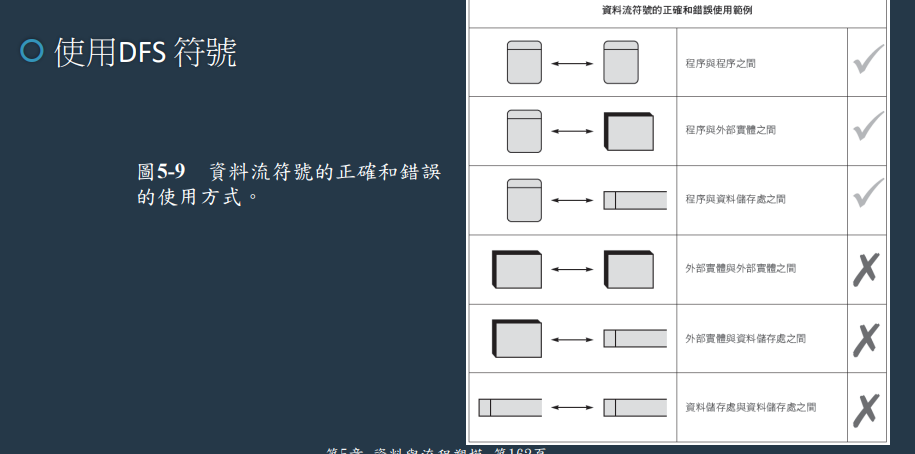 使用DFS 符號
圖5-9 資料流符號的正確和錯誤
的使用方式。
資料流符號的正確和錯誤使用範例
程序與程序之間
程序與外部實體之間
程序與資料儲存處之間
外部實體與外部實體之間
外部實體與資料儲存處之間
資料儲存處與資料儲存處之間
第5章 資料與流程塑模 第162頁